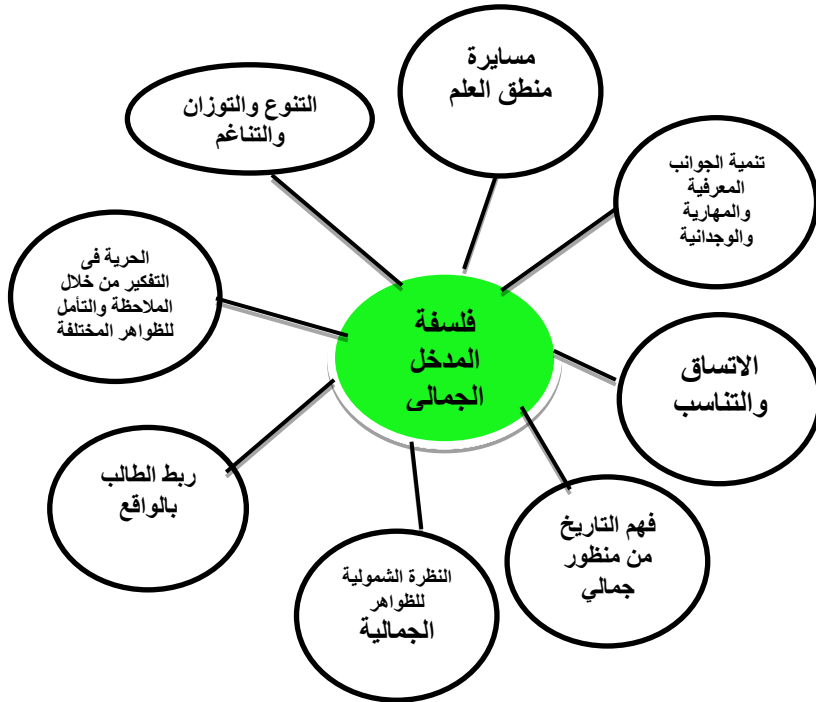 مسايرة
منطق العلم
التنوع والتوزان
والتناغم
تنمية الجوانب
المعرفية
والمهارية
والوجدانية
الحرية فى
التفكير من خلال
الملاحظة والتأمل
للظواهر المختلفة
فلسفة
المدخل
الجمالى
الاتساق
والتناسب
ربط الطالب
بالواقع
فهم التاريخ
من منظور
جمالي
النظرة الشمولية
للظواهر
الجمالية